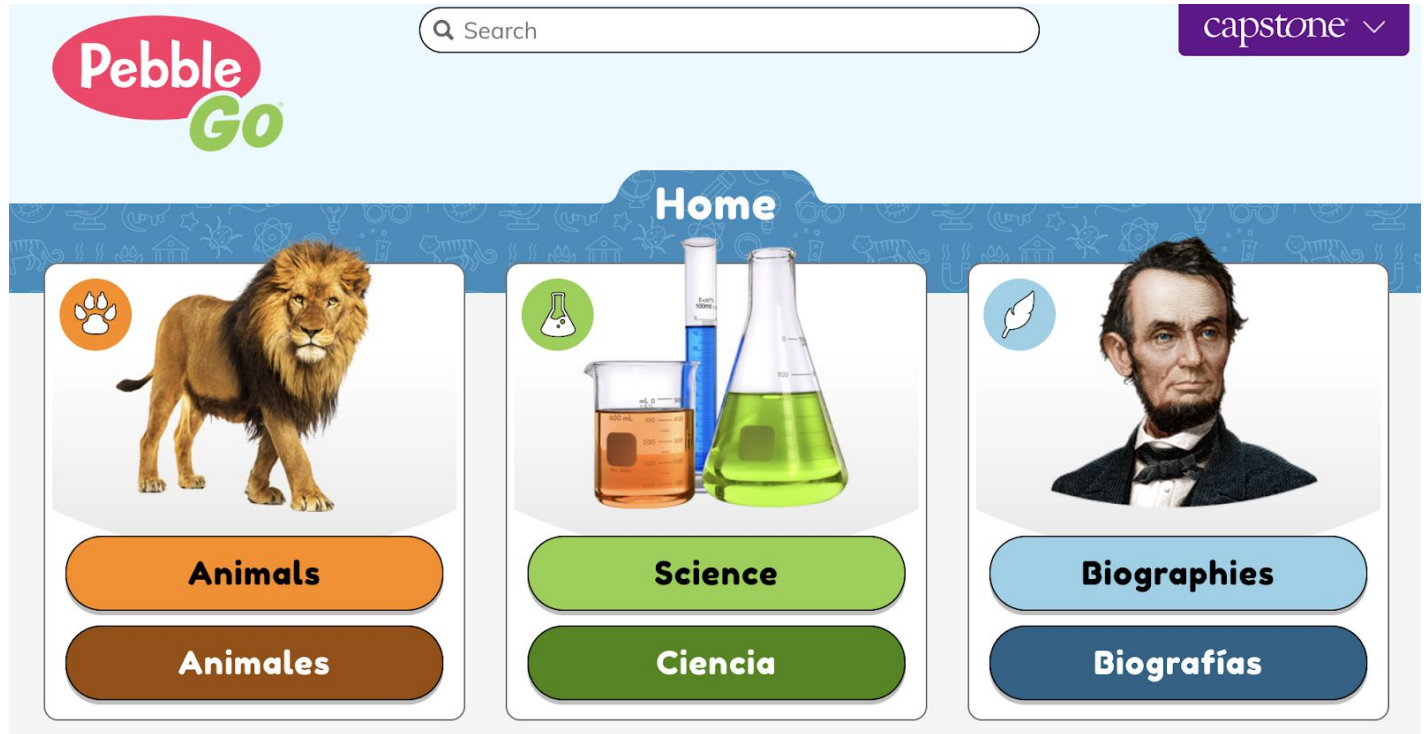 Pebble
Go
Search
capstone
Home
Animals
Animales
Science
Ciencia
Biographies
Biografías